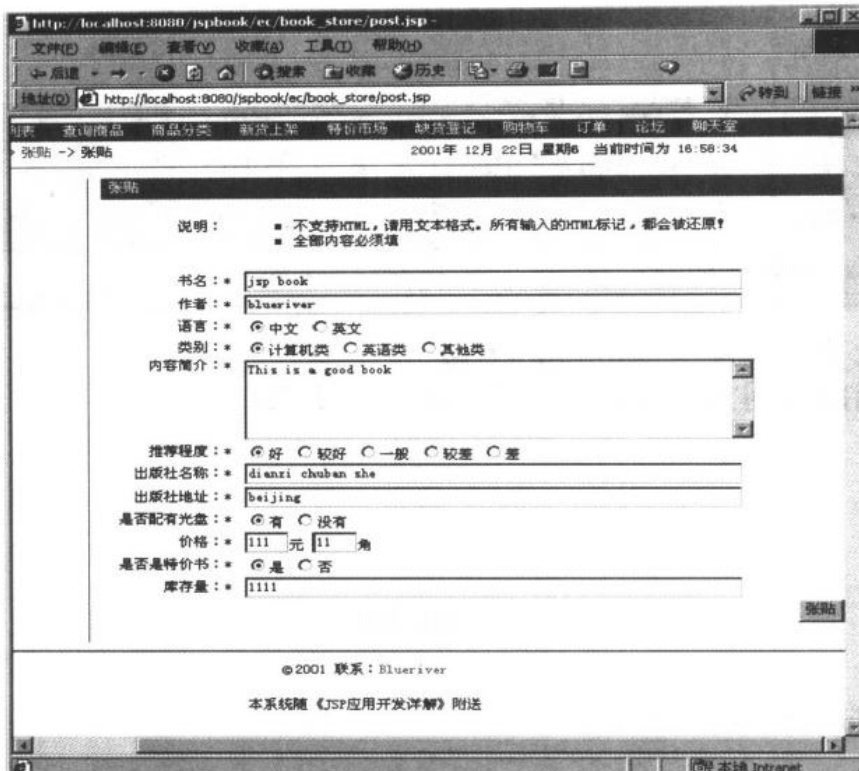 http://localhost:8080/jspbook/ec/book_store/post.jsp -
文件(F) 编辑(E) 查看(V) 收藏(A) 工具(T) 帮助(H)
后退 搜索 收藏 历史
地址(D) http://localhost:8080/jspbook/ec/book_store/post.jsp 转到 链接 »
列表 查询商品 商品分类 新货上架 特价市场 缺货登记 购物车 订单 论坛 聊天室
> 张贴 -> 张贴 2001年 12月 22日 星期6 当前时间为 16:58:34
张贴
说明： ■ 不支持HTML，请用文本格式。所有输入的HTML标记，都会被还原！
■ 全部内容必须填
书名：* jsp book
作者：* blueriver
语言：* 中文 英文
类别：* 计算机类 英语类 其他类
内容简介：* This is a good book
推荐程度：* 好 较好 一般 较差 差
出版社名称：* dianzi chuban she
出版社地址：* beijing
是否配有光盘：* 有 没有
价格：* 111 元 11 角
是否是特价书：* 是 否
库存量：* 1111
张贴
©2001 联系：Blueriver
本系统随《JSP应用开发详解》附送
本地 Intranet